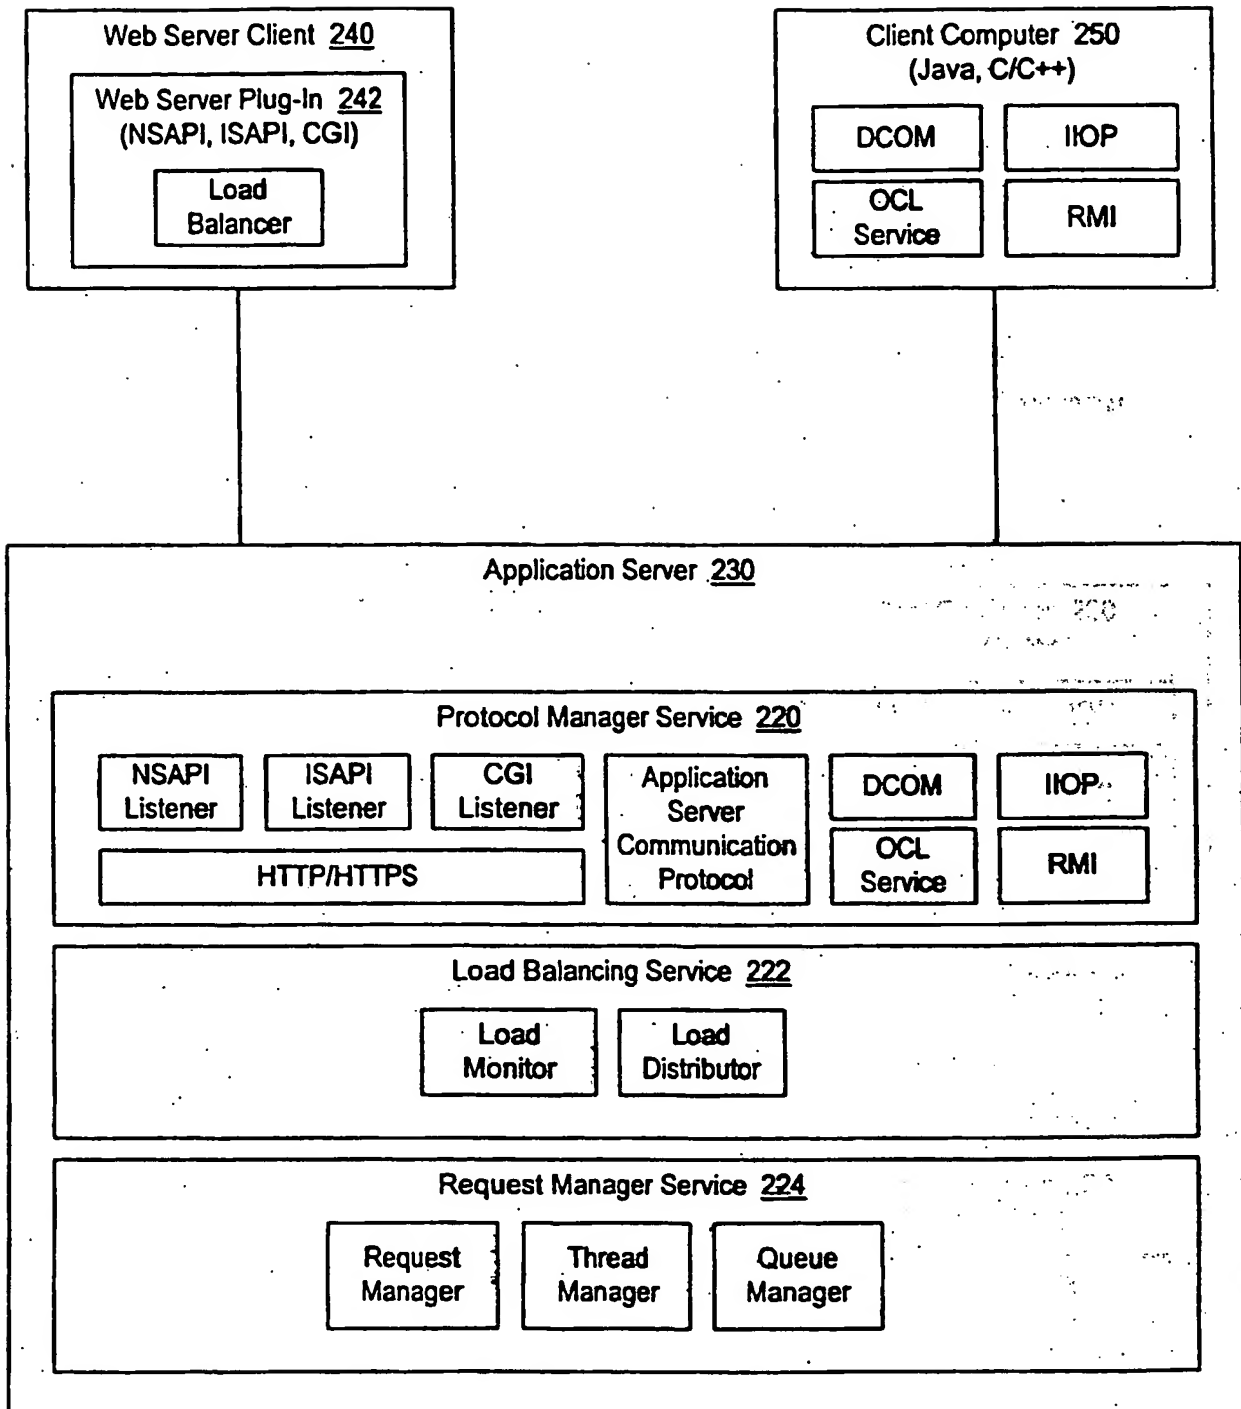 Web Server Client 240
Web Server Plug-In 242
(NSAPI, ISAPI, CGI)
Load
Balancer
Client Computer 250
(Java, C/C++)
DCOM
IIOP
OCL
Service
RMI
Application Server 230
Protocol Manager Service 220
NSAPI
Listener
ISAPI
Listener
CGI
Listener
HTTP/HTTPS
Application
Server
Communication
Protocol
DCOM
IIOP
OCL
Service
RMI
Load Balancing Service 222
Load
Monitor
Load
Distributor
Request Manager Service 224
Request
Manager
Thread
Manager
Queue
Manager